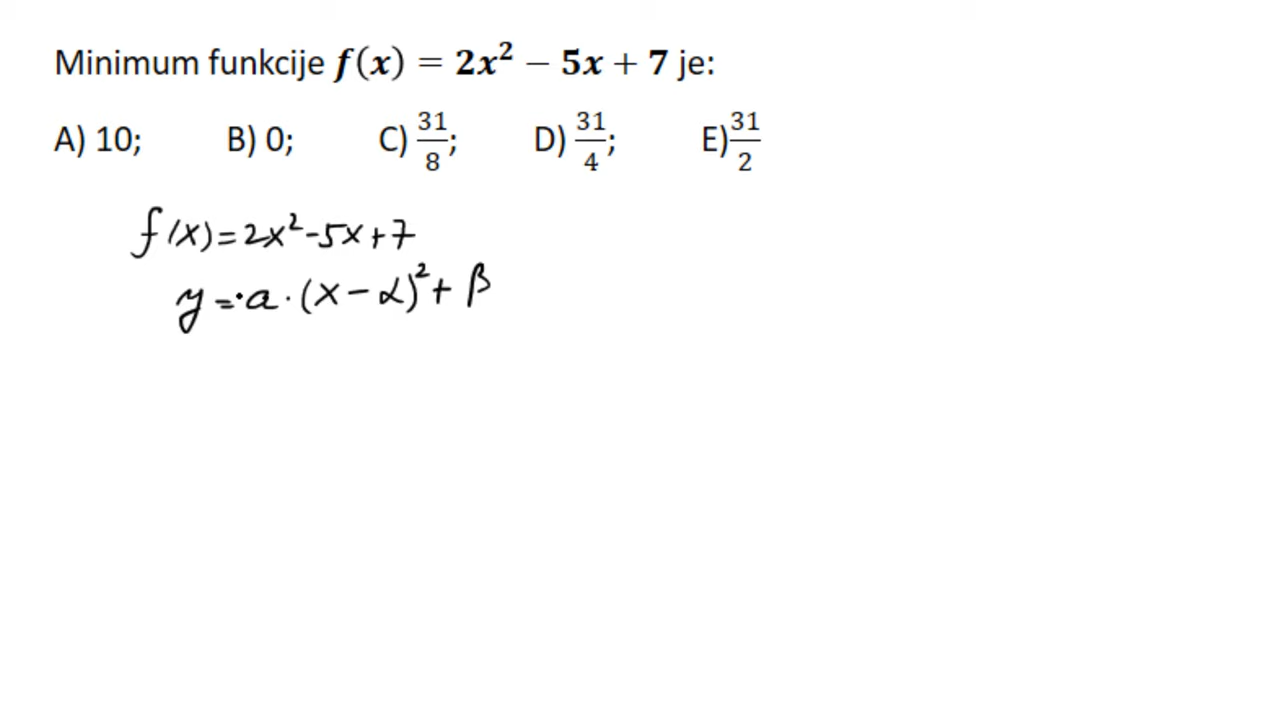 Minimum funkcije f(x) = 2x² − 5x + 7 je:
A) 10; B) 0; C) 31/8; D) 31/4; E) 31/2
f(x)=2x²-5x+7
y=·a·(x-α)²+β